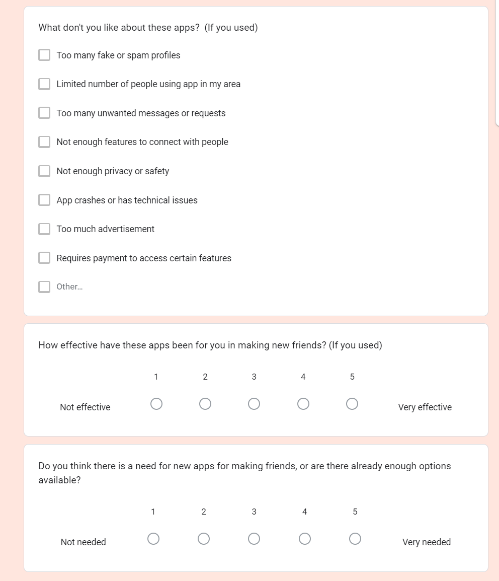 What don't you like about these apps?  (If you used)
Too many fake or spam profiles
Limited number of people using app in my area
Too many unwanted messages or requests
Not enough features to connect with people
Not enough privacy or safety
App crashes or has technical issues
Too much advertisement
Requires payment to access certain features
Other...
How effective have these apps been for you in making new friends? (If you used)
1 2 3 4 5
Not effective Very effective
Do you think there is a need for new apps for making friends, or are there already enough options
available?
1 2 3 4 5
Not needed Very needed